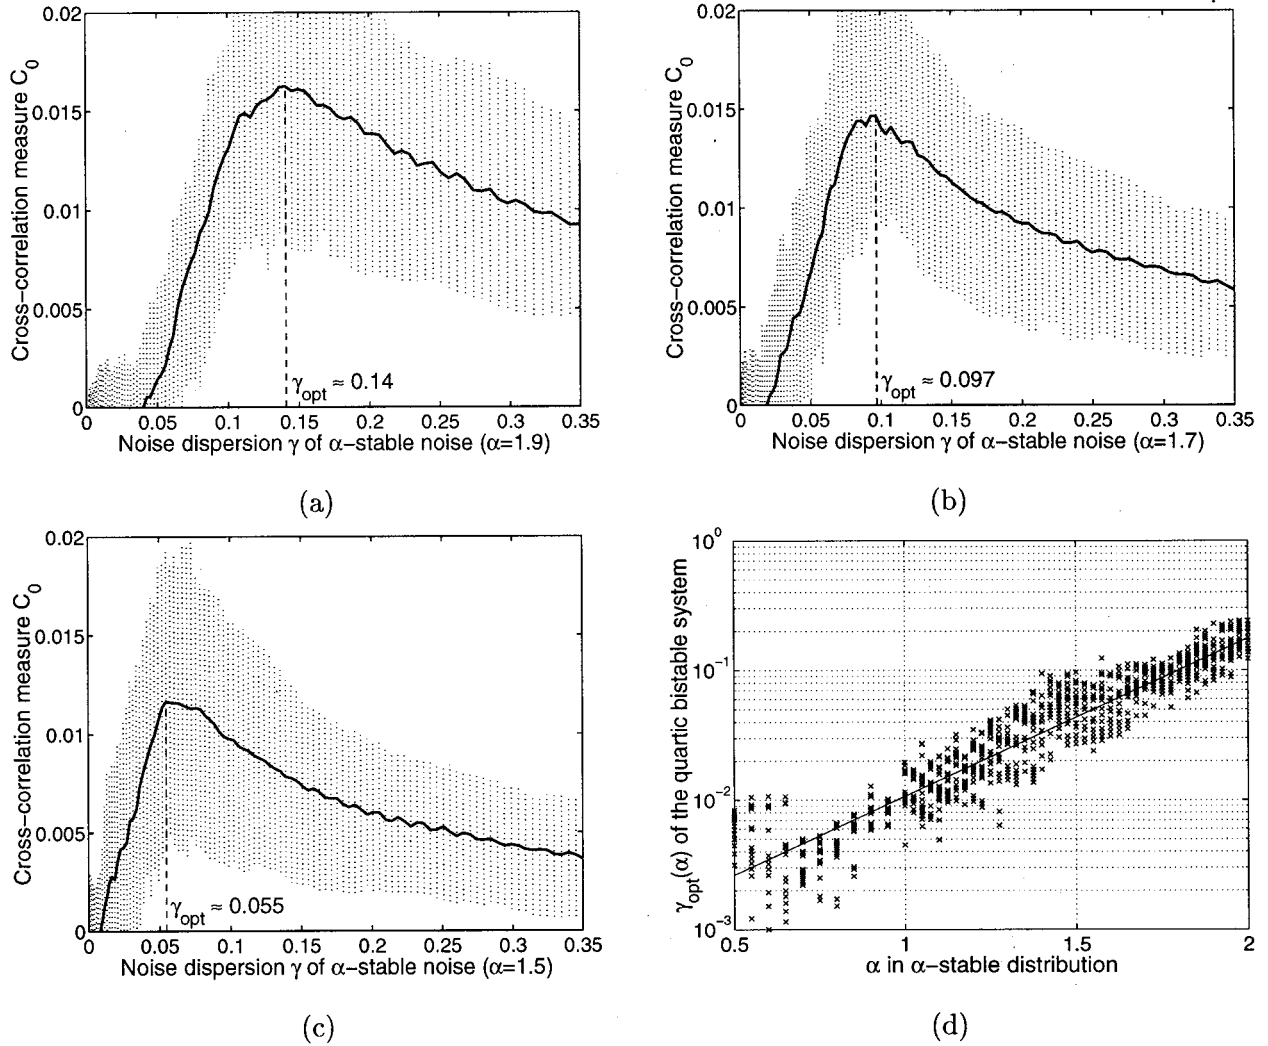 0.02
0.015
0.01
0.005
0
Cross−correlation measure C0
γopt ≈ 0.14
0 0.05 0.1 0.15 0.2 0.25 0.3 0.35
Noise dispersion γ of α−stable noise (α=1.9)
(a)
0.02
0.015
0.01
0.005
0
Cross−correlation measure C0
γopt ≈ 0.097
0 0.05 0.1 0.15 0.2 0.25 0.3 0.35
Noise dispersion γ of α−stable noise (α=1.7)
(b)
0.02
0.015
0.01
0.005
0
Cross−correlation measure C0
γopt ≈ 0.055
0 0.05 0.1 0.15 0.2 0.25 0.3 0.35
Noise dispersion γ of α−stable noise (α=1.5)
(c)
10^0
10^−1
10^−2
10^−3
γopt(α) of the quartic bistable system
0.5 1 1.5 2
α in α−stable distribution
(d)